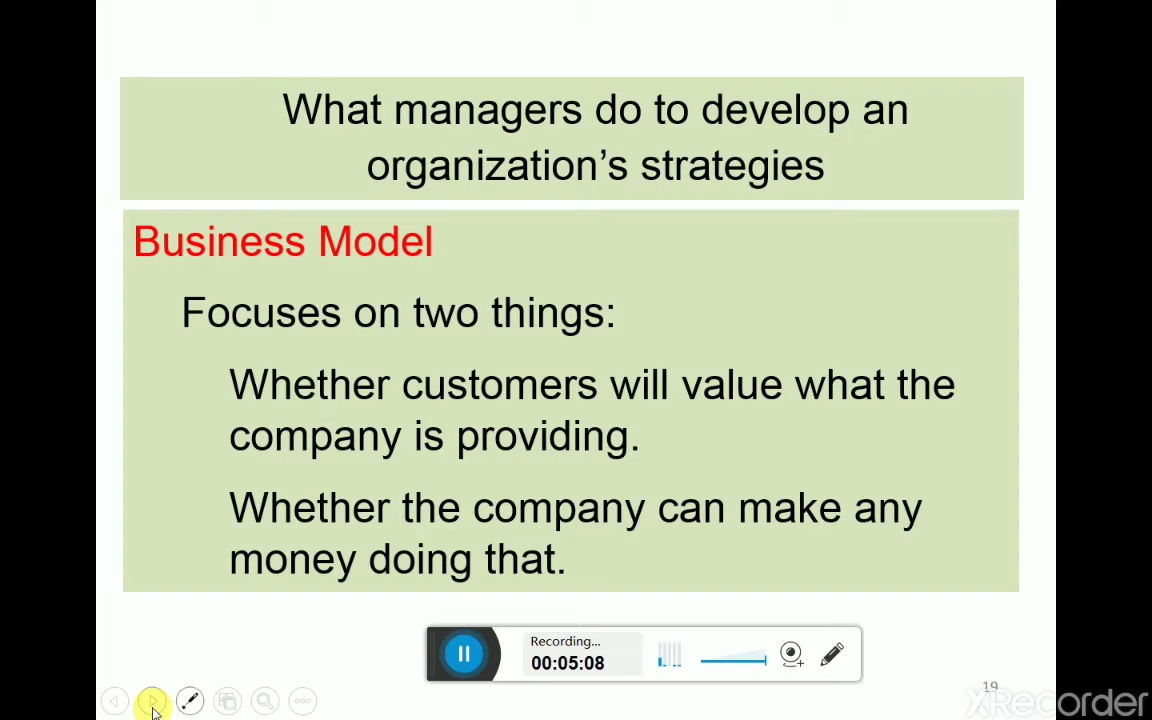 What managers do to develop an
organization’s strategies
Business Model
Focuses on two things:
Whether customers will value what the
company is providing.
Whether the company can make any
money doing that.
Recording...
00:05:08
19
XRecorder